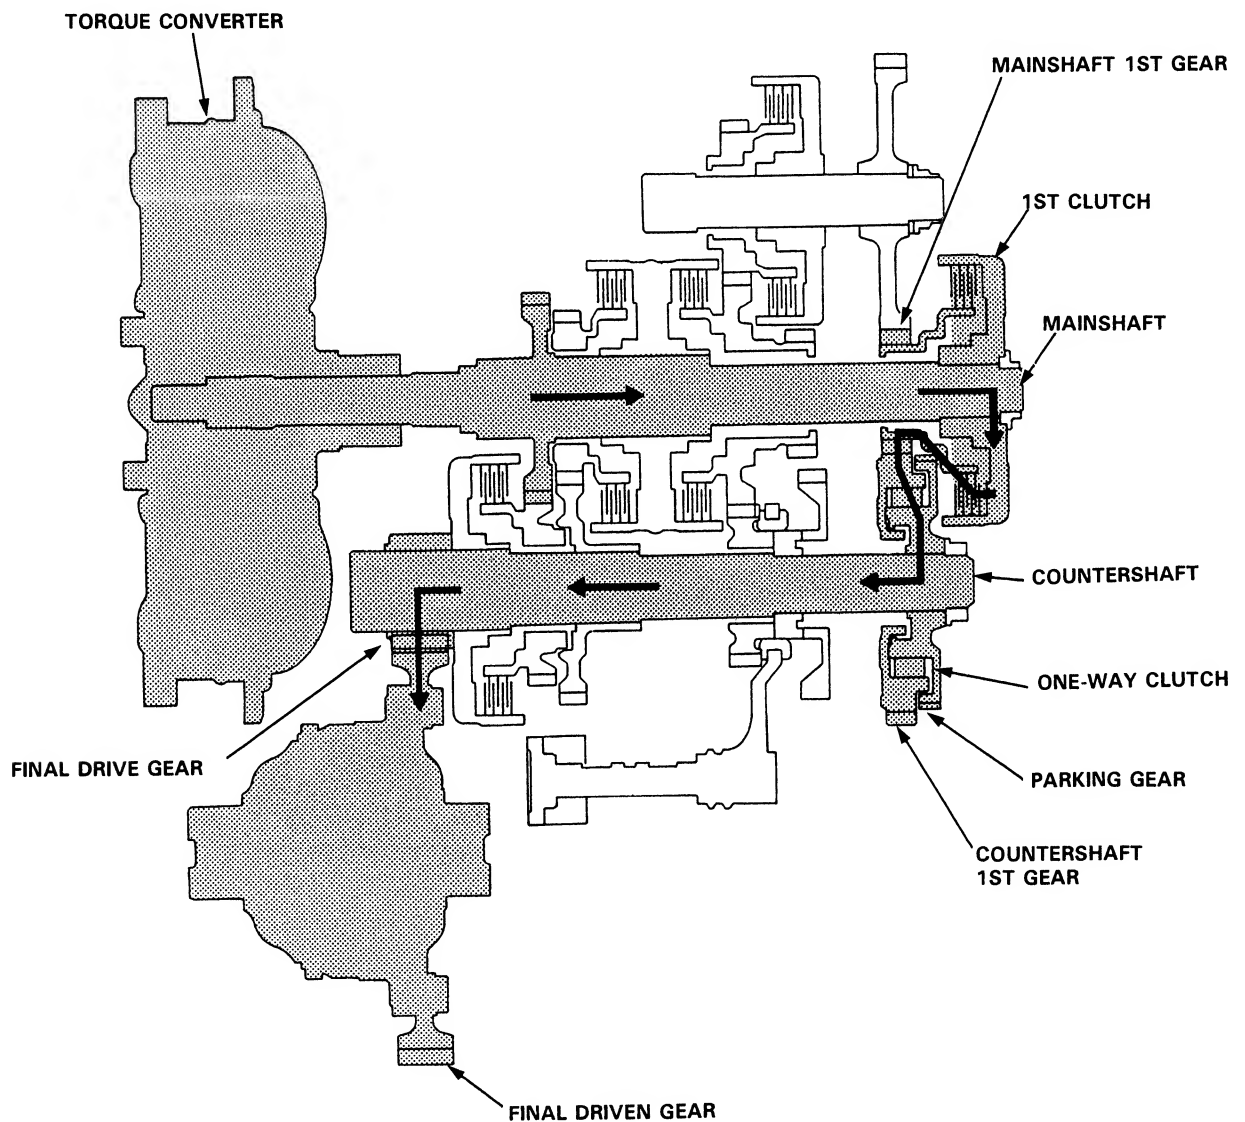 TORQUE CONVERTER
MAINSHAFT 1ST GEAR
1ST CLUTCH
MAINSHAFT
COUNTERSHAFT
ONE-WAY CLUTCH
FINAL DRIVE GEAR
PARKING GEAR
COUNTERSHAFT
1ST GEAR
FINAL DRIVEN GEAR